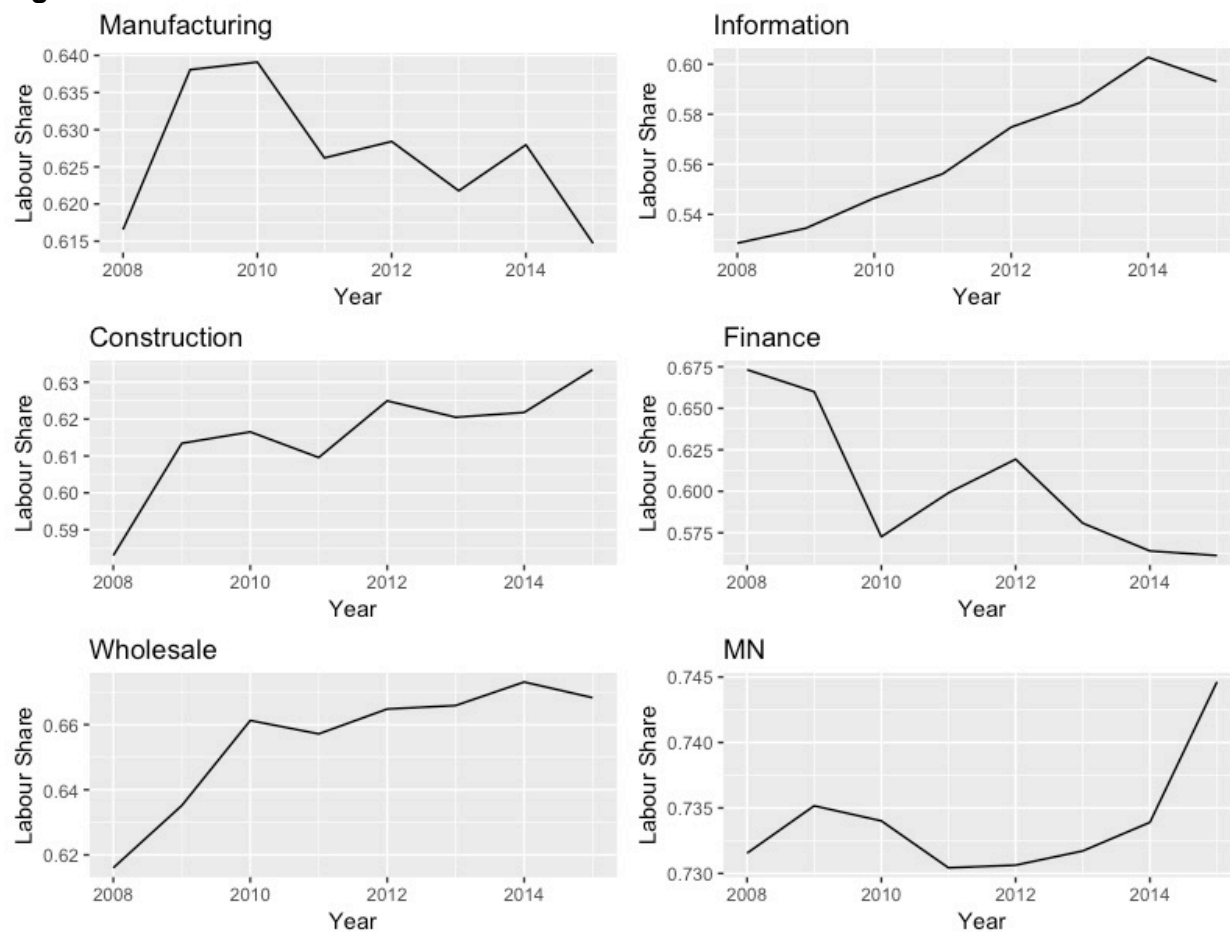 Manufacturing
0.640
0.635
0.630
0.625
0.620
0.615
Labour Share
2008 2010 2012 2014
Year
Information
0.60
0.58
0.56
0.54
Labour Share
2008 2010 2012 2014
Year
Construction
0.63
0.62
0.61
0.60
0.59
Labour Share
2008 2010 2012 2014
Year
Finance
0.675
0.650
0.625
0.600
0.575
Labour Share
2008 2010 2012 2014
Year
Wholesale
0.66
0.64
0.62
Labour Share
2008 2010 2012 2014
Year
MN
0.745
0.740
0.735
0.730
Labour Share
2008 2010 2012 2014
Year